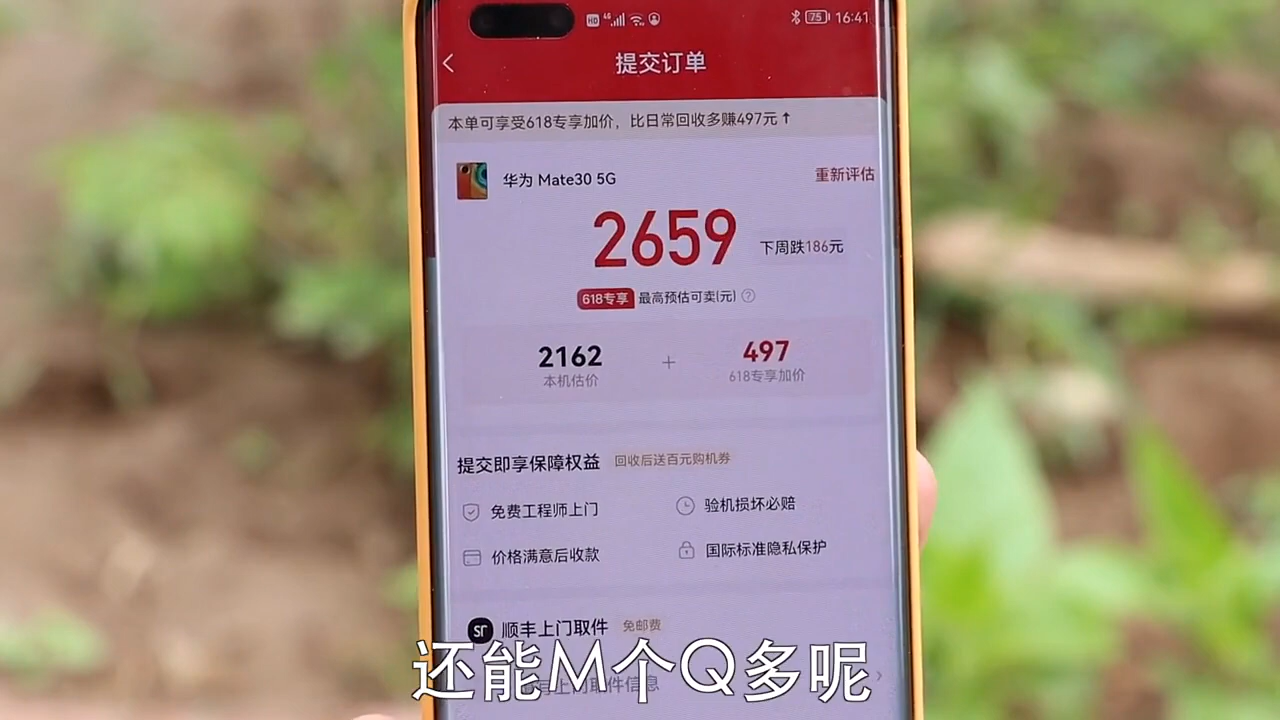 HD 4G 75 16:41
提交订单
本单可享受618专享加价，比日常回收多赚497元↑
华为 Mate30 5G 重新评估
2659 下周跌186元
618专享 最高预估可卖(元) ?
2162 + 497
本机估价 618专享加价
提交即享保障权益 回收后送百元购机券
免费工程师上门 验机损坏必赔
价格满意后收款 国际标准隐私保护
SF 顺丰上门取件 免邮费
上门取件信息
还能M个Q多呢